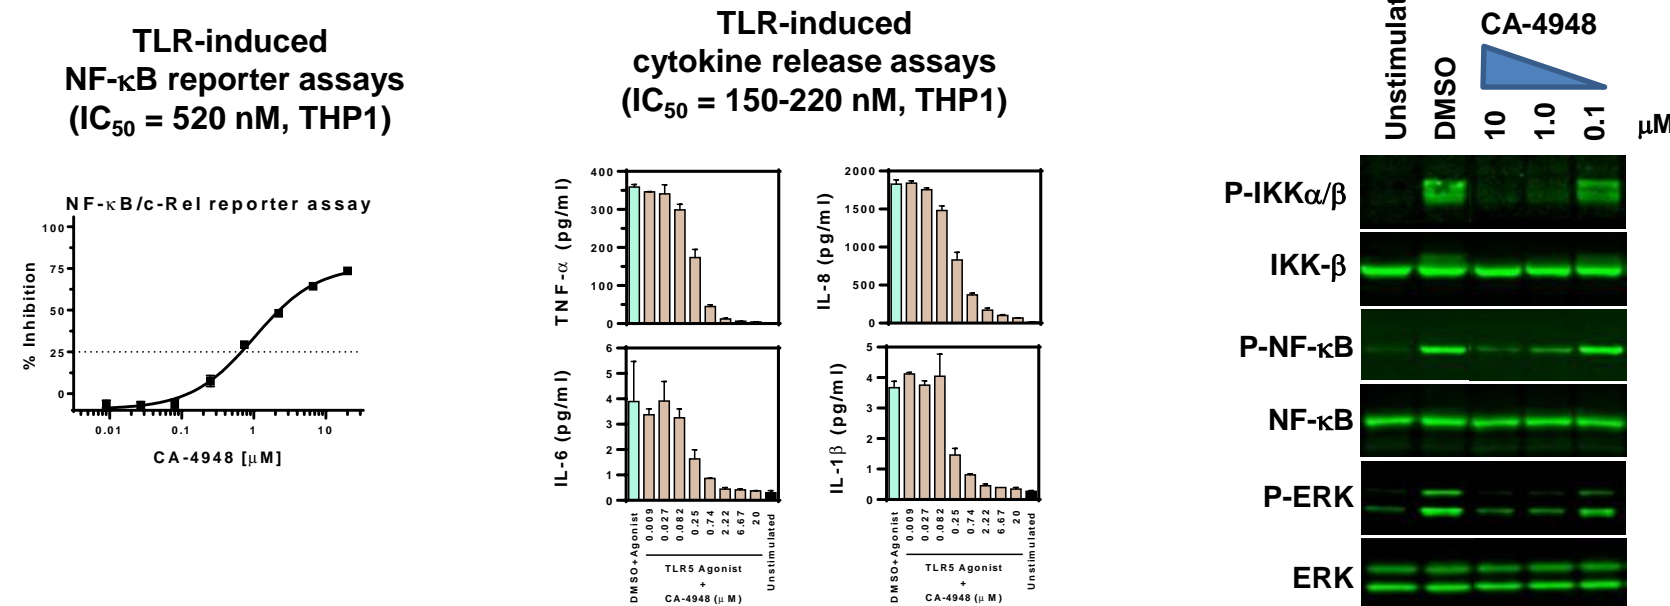 TLR-induced
NF-κB reporter assays
(IC50 = 520 nM, THP1)
NF-κB/c-Rel reporter assay
100
75
50
25
0
% Inhibition
0.01 0.1 1 10
CA-4948 [μM]
TLR-induced
cytokine release assays
(IC50 = 150-220 nM, THP1)
TNF-α (pg/ml)
400
300
200
100
0
IL-8 (pg/ml)
2000
1500
1000
500
0
IL-6 (pg/ml)
6
5
4
3
2
1
0
IL-1β (pg/ml)
5
4
3
2
1
0
DMSO+Agonist 0.009 0.027 0.082 0.25 0.74 2.22 6.67 20 Unstimulated
TLR5 Agonist
+
CA-4948 (μM)
DMSO+Agonist 0.009 0.027 0.082 0.25 0.74 2.22 6.67 20 Unstimulated
TLR5 Agonist
+
CA-4948 (μM)
CA-4948
Unstimulat DMSO 10 1.0 0.1 μM
P-IKKα/β
IKK-β
P-NF-κB
NF-κB
P-ERK
ERK